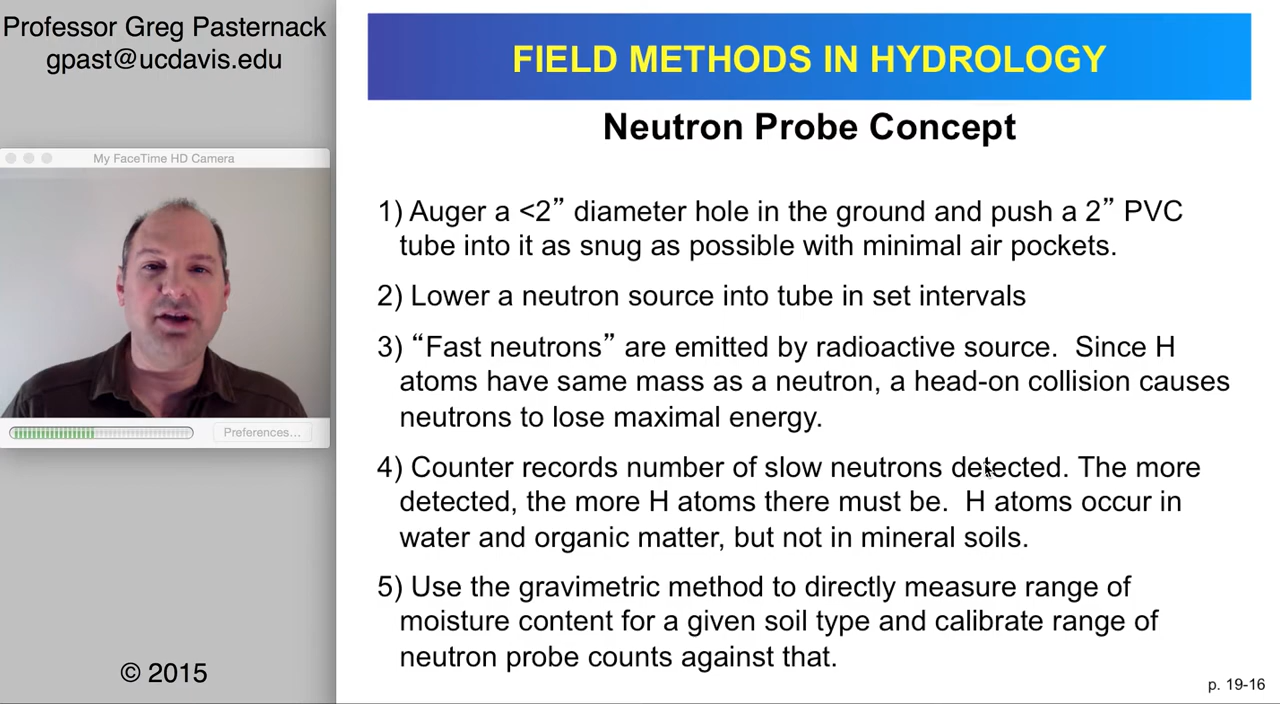 Professor Greg Pasternack
gpast@ucdavis.edu
My FaceTime HD Camera
Preferences...
© 2015
FIELD METHODS IN HYDROLOGY
Neutron Probe Concept
1) Auger a <2” diameter hole in the ground and push a 2” PVC
tube into it as snug as possible with minimal air pockets.
2) Lower a neutron source into tube in set intervals
3) “Fast neutrons” are emitted by radioactive source. Since H
atoms have same mass as a neutron, a head-on collision causes
neutrons to lose maximal energy.
4) Counter records number of slow neutrons detected. The more
detected, the more H atoms there must be. H atoms occur in
water and organic matter, but not in mineral soils.
5) Use the gravimetric method to directly measure range of
moisture content for a given soil type and calibrate range of
neutron probe counts against that.
p. 19-16